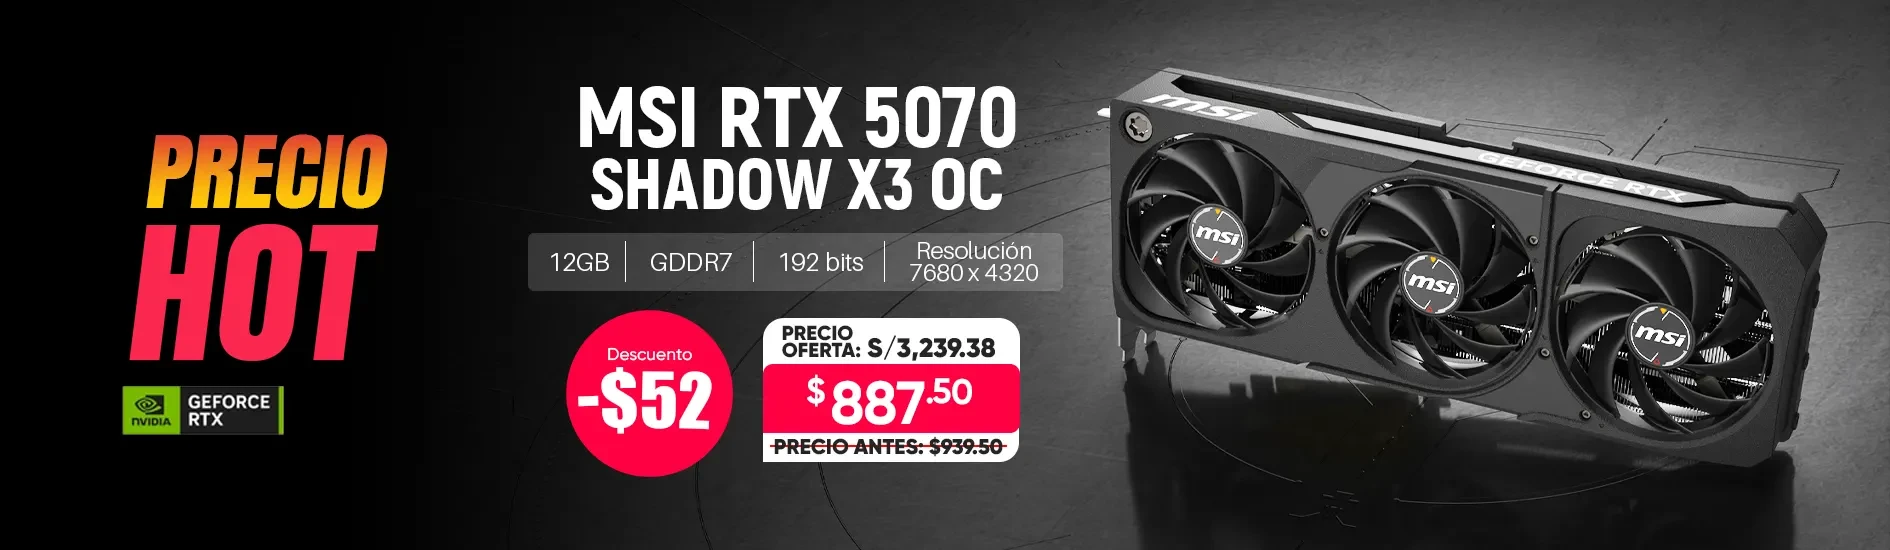 PRECIO
HOT
NVIDIA
GEFORCE
RTX
MSI RTX 5070
SHADOW X3 OC
12GB
GDDR7
192 bits
Resolución
7680 x 4320
Descuento
-$52
PRECIO
OFERTA: S/3,239.38
$887.50
PRECIO ANTES: $939.50
msi
GEFORCE RTX
msi
msi
msi